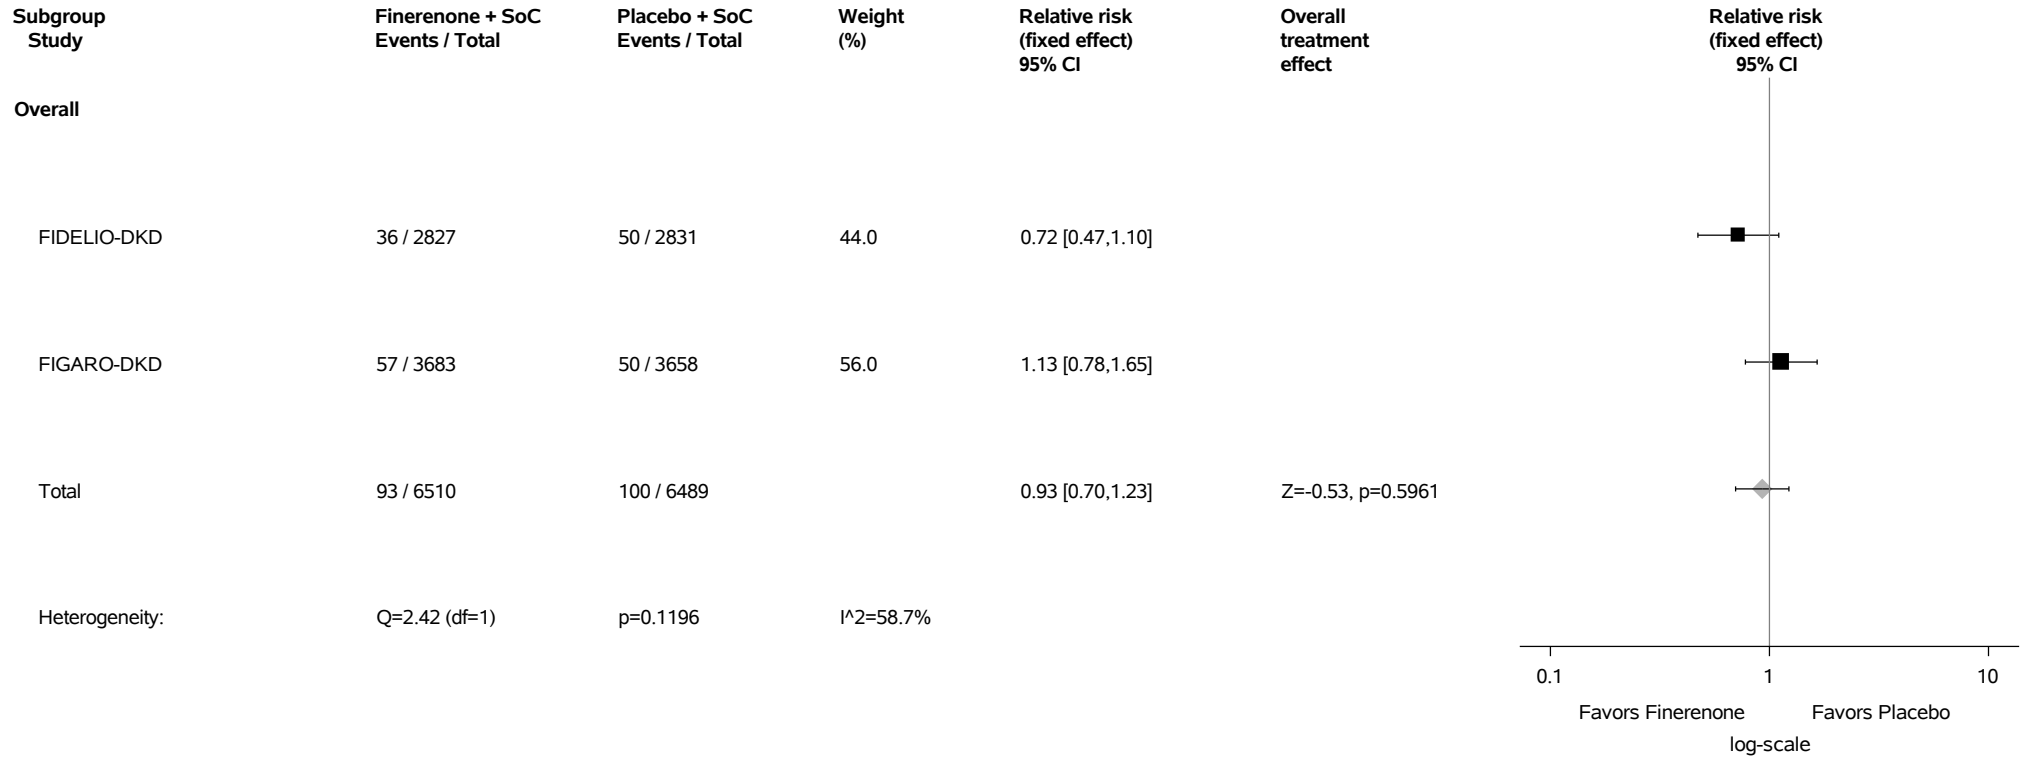 Subgroup Finerenone + SoC Placebo + SoC Weight Relative risk Overall Relative risk
Study Events / Total Events / Total (%) (fixed effect) treatment (fixed effect)
95% CI effect 95% CI
Overall
FIDELIO-DKD 36 / 2827 50 / 2831 44.0 0.72 [0.47,1.10]
FIGARO-DKD 57 / 3683 50 / 3658 56.0 1.13 [0.78,1.65]
Total 93 / 6510 100 / 6489 0.93 [0.70,1.23] Z=-0.53, p=0.5961
Heterogeneity: Q=2.42 (df=1) p=0.1196 I^2=58.7%
0.1 1 10
Favors Finerenone Favors Placebo
log-scale